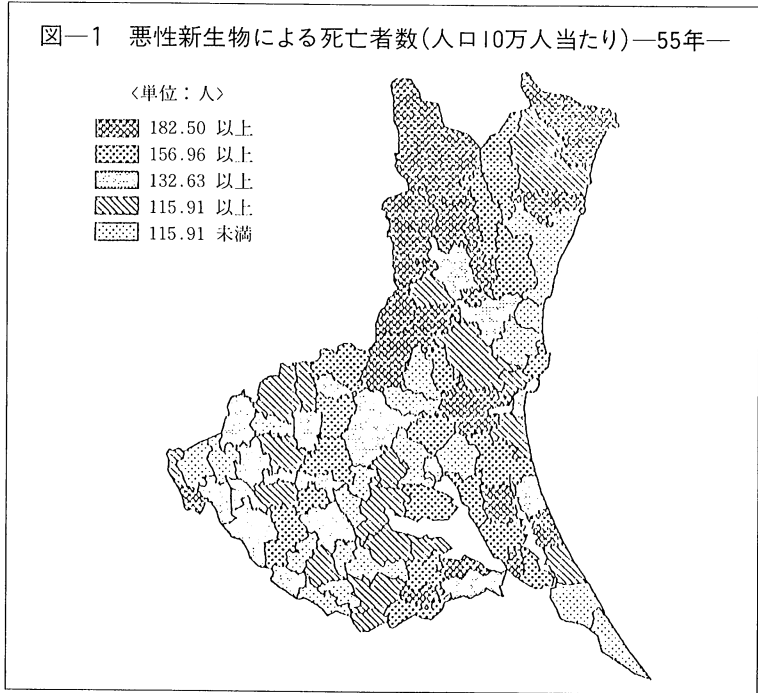 図—1 悪性新生物による死亡者数(人口10万人当たり)—55年—
〈単位：人〉
182.50 以上
156.96 以上
132.63 以上
115.91 以上
115.91 未満